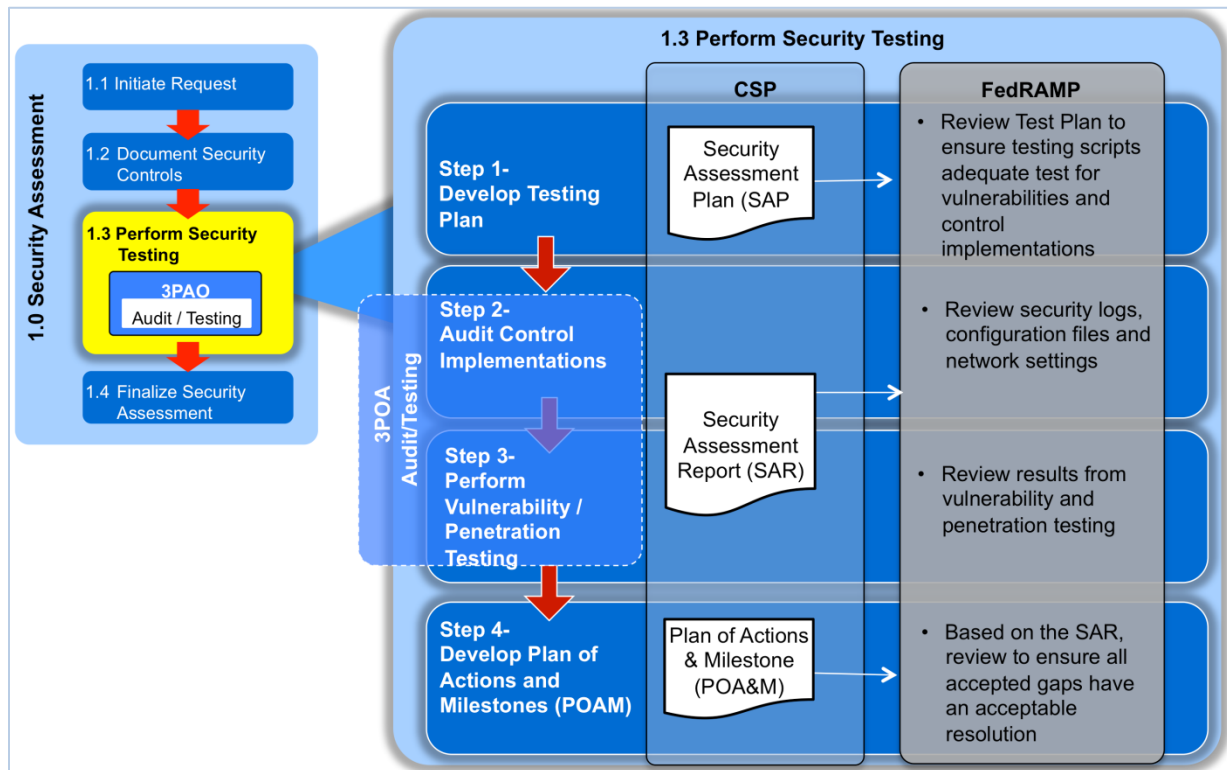 1.0 Security Assessment
1.1 Initiate Request
1.2 Document Security
Controls
1.3 Perform Security
Testing
3PAO
Audit / Testing
1.4 Finalize Security
Assessment
1.3 Perform Security Testing
CSP
FedRAMP
Step 1-
Develop Testing
Plan
Security
Assessment
Plan (SAP
• Review Test Plan to
ensure testing scripts
adequate test for
vulnerabilities and
control
implementations
3POA
Audit/Testing
Step 2-
Audit Control
Implementations
• Review security logs,
configuration files and
network settings
Security
Assessment
Report (SAR)
Step 3-
Perform
Vulnerability /
Penetration
Testing
• Review results from
vulnerability and
penetration testing
Step 4-
Develop Plan of
Actions and
Milestones (POAM)
Plan of Actions
& Milestone
(POA&M)
• Based on the SAR,
review to ensure all
accepted gaps have
an acceptable
resolution